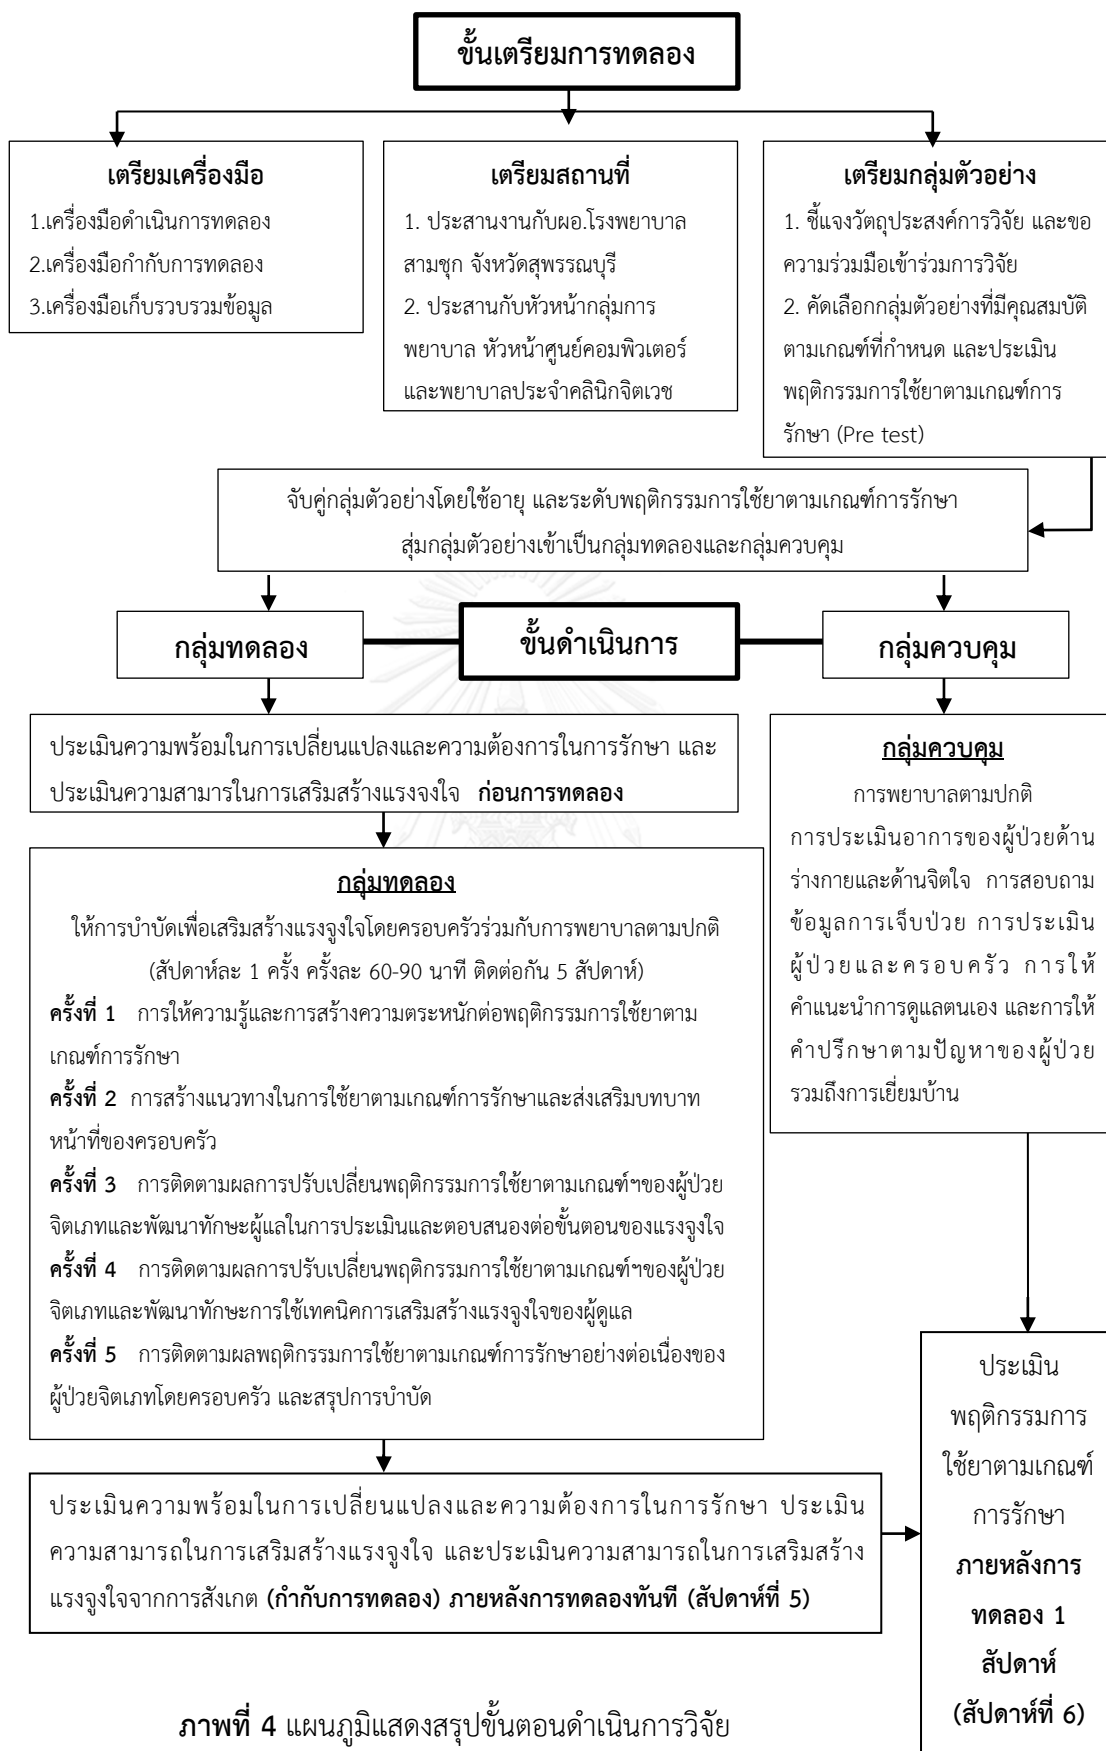 ขั้นเตรียมการทดลอง
เตรียมเครื่องมือ
1.เครื่องมือดำเนินการทดลอง
2.เครื่องมือกำกับการทดลอง
3.เครื่องมือเก็บรวบรวมข้อมูล
เตรียมสถานที่
1. ประสานงานกับผอ.โรงพยาบาล
สามชุก จังหวัดสุพรรณบุรี
2. ประสานกับหัวหน้ากลุ่มการ
พยาบาล หัวหน้าศูนย์คอมพิวเตอร์
และพยาบาลประจำคลินิกจิตเวช
เตรียมกลุ่มตัวอย่าง
1. ชี้แจงวัตถุประสงค์การวิจัย และขอ
ความร่วมมือเข้าร่วมการวิจัย
2. คัดเลือกกลุ่มตัวอย่างที่มีคุณสมบัติ
ตามเกณฑ์ที่กำหนด และประเมิน
พฤติกรรมการใช้ยาตามเกณฑ์การ
รักษา (Pre test)
จับคู่กลุ่มตัวอย่างโดยใช้อายุ และระดับพฤติกรรมการใช้ยาตามเกณฑ์การรักษา
สุ่มกลุ่มตัวอย่างเข้าเป็นกลุ่มทดลองและกลุ่มควบคุม
กลุ่มทดลอง
ขั้นดำเนินการ
กลุ่มควบคุม
ประเมินความพร้อมในการเปลี่ยนแปลงและความต้องการในการรักษา และ
ประเมินความสามารในการเสริมสร้างแรงจงใจ ก่อนการทดลอง
กลุ่มควบคุม
การพยาบาลตามปกติ
การประเมินอาการของผู้ป่วยด้าน
ร่างกายและด้านจิตใจ การสอบถาม
ข้อมูลการเจ็บป่วย การประเมิน
ผู้ป่วยและครอบครัว การให้
คำแนะนำการดูแลตนเอง และการให้
คำปรึกษาตามปัญหาของผู้ป่วย
รวมถึงการเยี่ยมบ้าน
กลุ่มทดลอง
ให้การบำบัดเพื่อเสริมสร้างแรงจูงใจโดยครอบครัวร่วมกับการพยาบาลตามปกติ
(สัปดาห์ละ 1 ครั้ง ครั้งละ 60-90 นาที ติดต่อกัน 5 สัปดาห์)
ครั้งที่ 1 การให้ความรู้และการสร้างความตระหนักต่อพฤติกรรมการใช้ยาตาม
เกณฑ์การรักษา
ครั้งที่ 2 การสร้างแนวทางในการใช้ยาตามเกณฑ์การรักษาและส่งเสริมบทบาท
หน้าที่ของครอบครัว
ครั้งที่ 3 การติดตามผลการปรับเปลี่ยนพฤติกรรมการใช้ยาตามเกณฑ์ฯของผู้ป่วย
จิตเภทและพัฒนาทักษะผู้แลในการประเมินและตอบสนองต่อขั้นตอนของแรงจูงใจ
ครั้งที่ 4 การติดตามผลการปรับเปลี่ยนพฤติกรรมการใช้ยาตามเกณฑ์ฯของผู้ป่วย
จิตเภทและพัฒนาทักษะการใช้เทคนิคการเสริมสร้างแรงจูงใจของผู้ดูแล
ครั้งที่ 5 การติดตามผลพฤติกรรมการใช้ยาตามเกณฑ์การรักษาอย่างต่อเนื่องของ
ผู้ป่วยจิตเภทโดยครอบครัว และสรุปการบำบัด
ประเมินความพร้อมในการเปลี่ยนแปลงและความต้องการในการรักษา ประเมิน
ความสามารถในการเสริมสร้างแรงจูงใจ และประเมินความสามารถในการเสริมสร้าง
แรงจูงใจจากการสังเกต (กำกับการทดลอง) ภายหลังการทดลองทันที (สัปดาห์ที่ 5)
ประเมิน
พฤติกรรมการ
ใช้ยาตามเกณฑ์
การรักษา
ภายหลังการ
ทดลอง 1
สัปดาห์
(สัปดาห์ที่ 6)
ภาพที่ 4 แผนภูมิแสดงสรุปขั้นตอนดำเนินการวิจัย